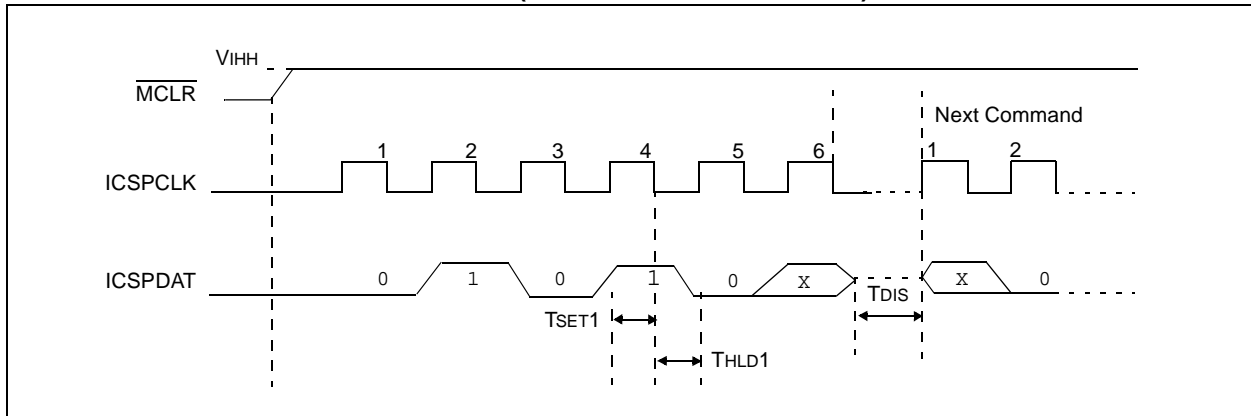 VIHH
MCLR
Next Command
1 2 3 4 5 6 1 2
ICSPCLK
ICSPDAT
0 1 0 1 0 x x 0
TDIS
TSET1
THLD1